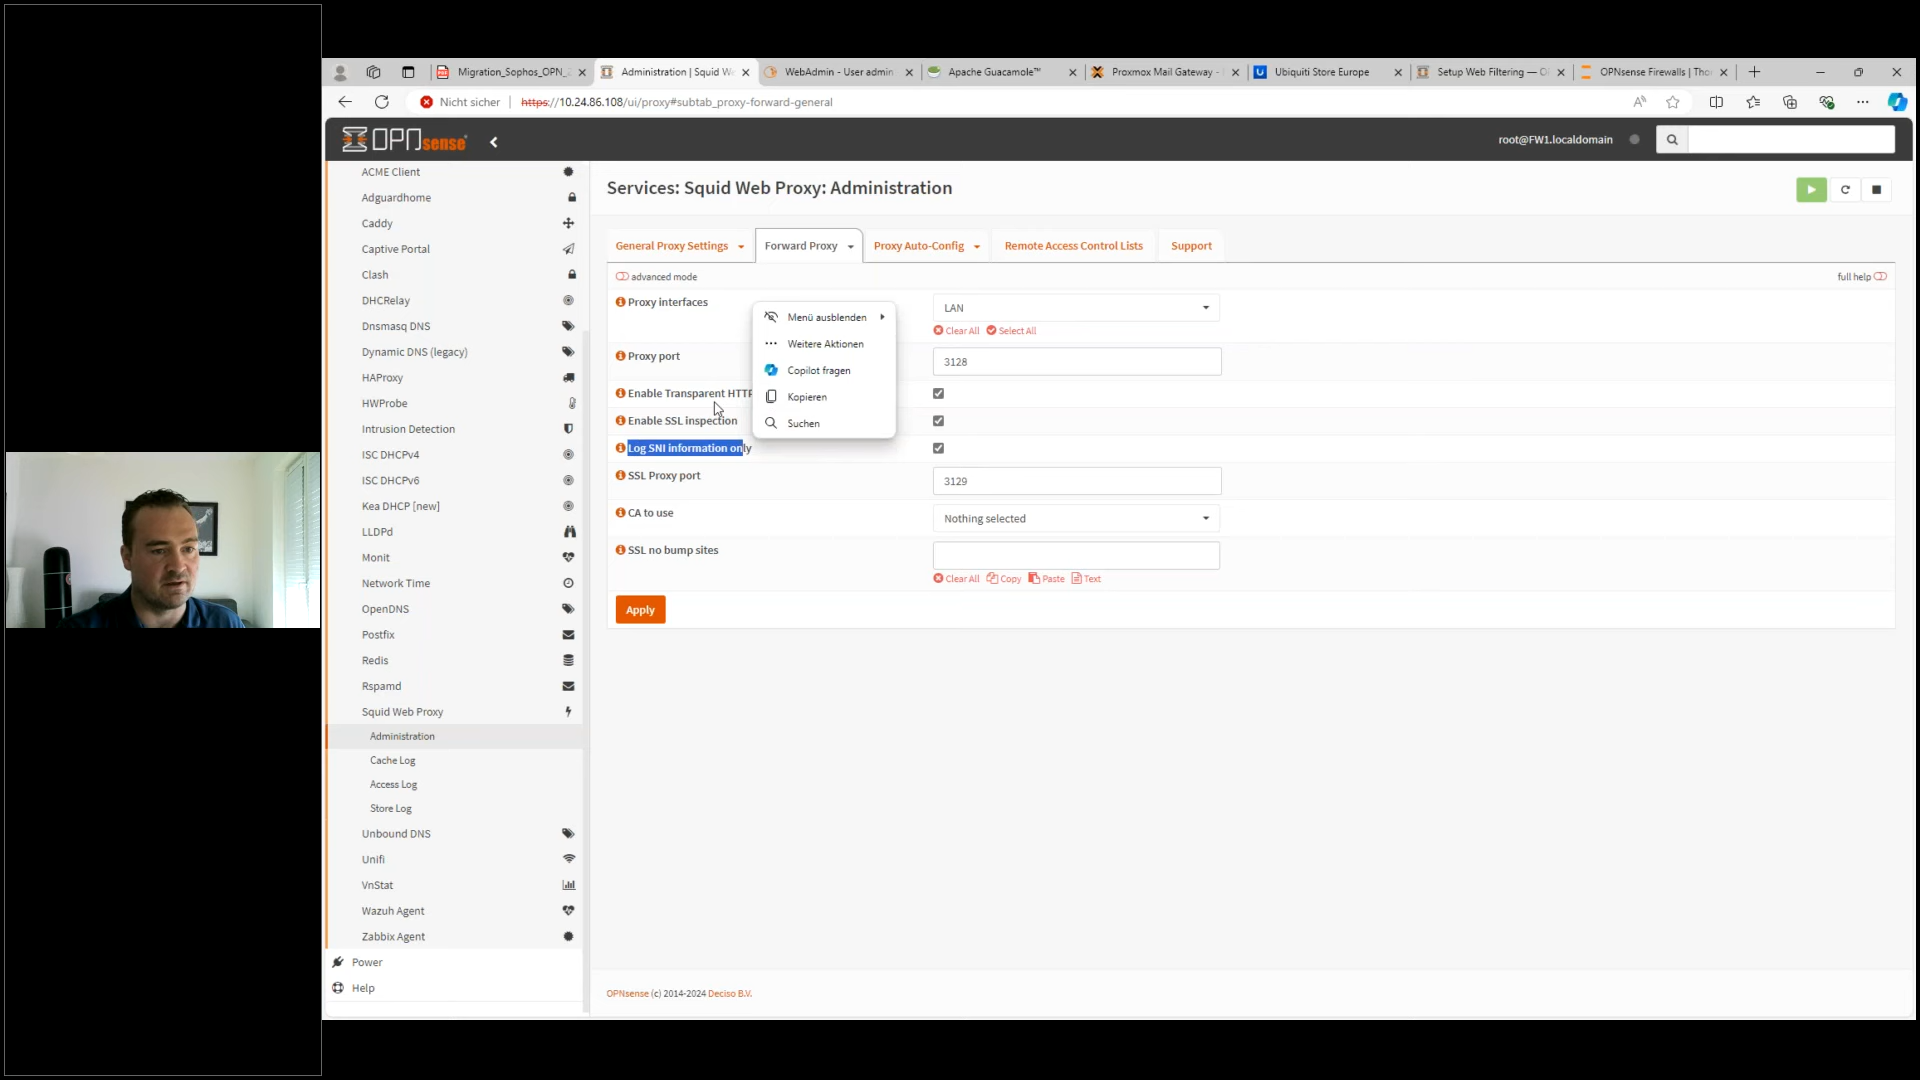 Migration_Sophos_OPN_
Administration | Squid We
WebAdmin - User admin
Apache Guacamole™
Proxmox Mail Gateway -
Ubiquiti Store Europe
Setup Web Filtering — O
OPNsense Firewalls | Tho
Nicht sicher
https://10.24.86.108/ui/proxy#subtab_proxy-forward-general
OPNsense
root@FW1.localdomain
ACME Client
Adguardhome
Caddy
Captive Portal
Clash
DHCRelay
Dnsmasq DNS
Dynamic DNS (legacy)
HAProxy
HWProbe
Intrusion Detection
ISC DHCPv4
ISC DHCPv6
Kea DHCP [new]
LLDPd
Monit
Network Time
OpenDNS
Postfix
Redis
Rspamd
Squid Web Proxy
Administration
Cache Log
Access Log
Store Log
Unbound DNS
Unifi
VnStat
Wazuh Agent
Zabbix Agent
Power
Help
Services: Squid Web Proxy: Administration
General Proxy Settings
Forward Proxy
Proxy Auto-Config
Remote Access Control Lists
Support
advanced mode
full help
Proxy interfaces
LAN
Clear All Select All
Proxy port
3128
Enable Transparent HTTP
Enable SSL inspection
Log SNI information only
SSL Proxy port
3129
CA to use
Nothing selected
SSL no bump sites
Clear All Copy Paste Text
Apply
Menü ausblenden
Weitere Aktionen
Copilot fragen
Kopieren
Suchen
OPNsense (c) 2014-2024 Deciso B.V.